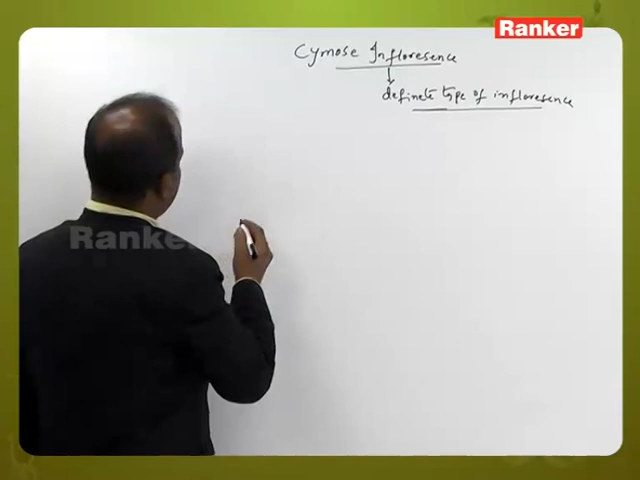 Ranker
Cymose Infloresence
definete type of infloresence
Ranker